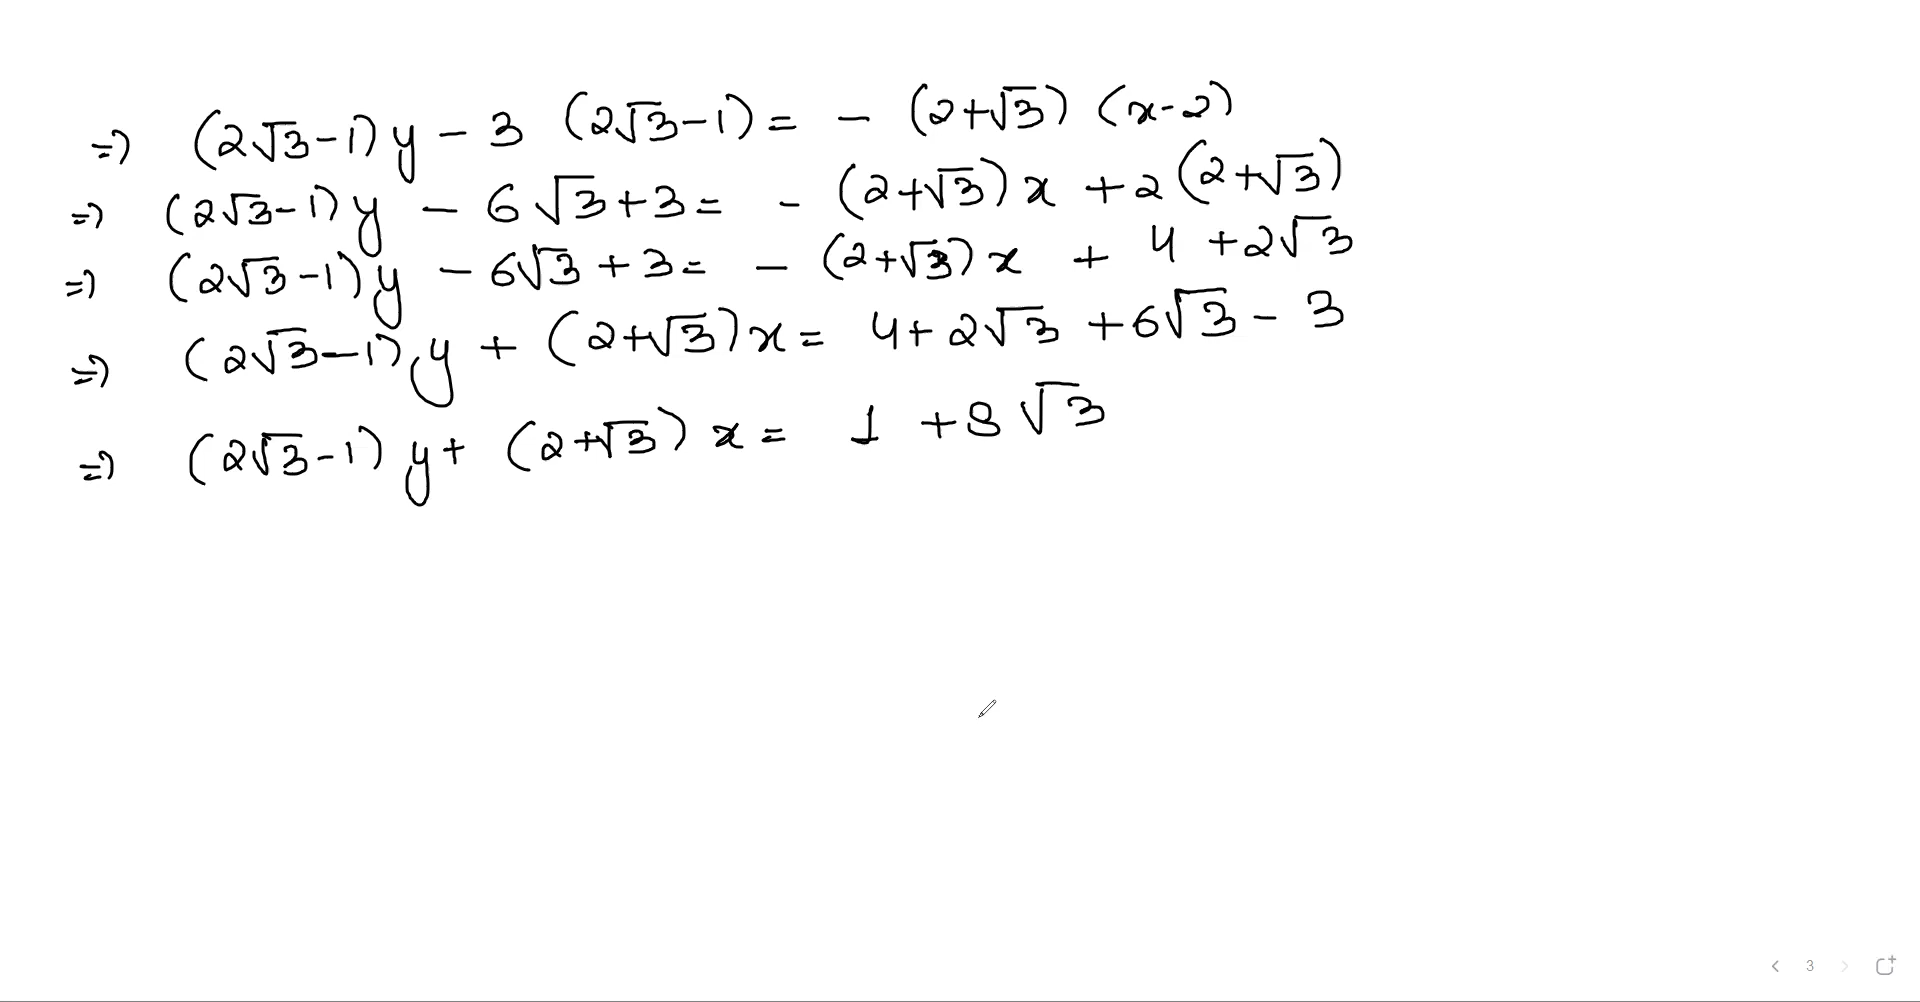 ⇒ (2√3-1) y - 3 (2√3-1) = - (2+√3) (x-2)
⇒ (2√3-1) y - 6√3+3 = - (2+√3) x + 2 (2+√3)
⇒ (2√3-1) y - 6√3+3 = - (2+√3) x + 4 + 2√3
⇒ (2√3-1) y + (2+√3) x = 4+ 2√3 + 6√3 - 3
⇒ (2√3-1) y + (2+√3) x = 1 + 8√3
3